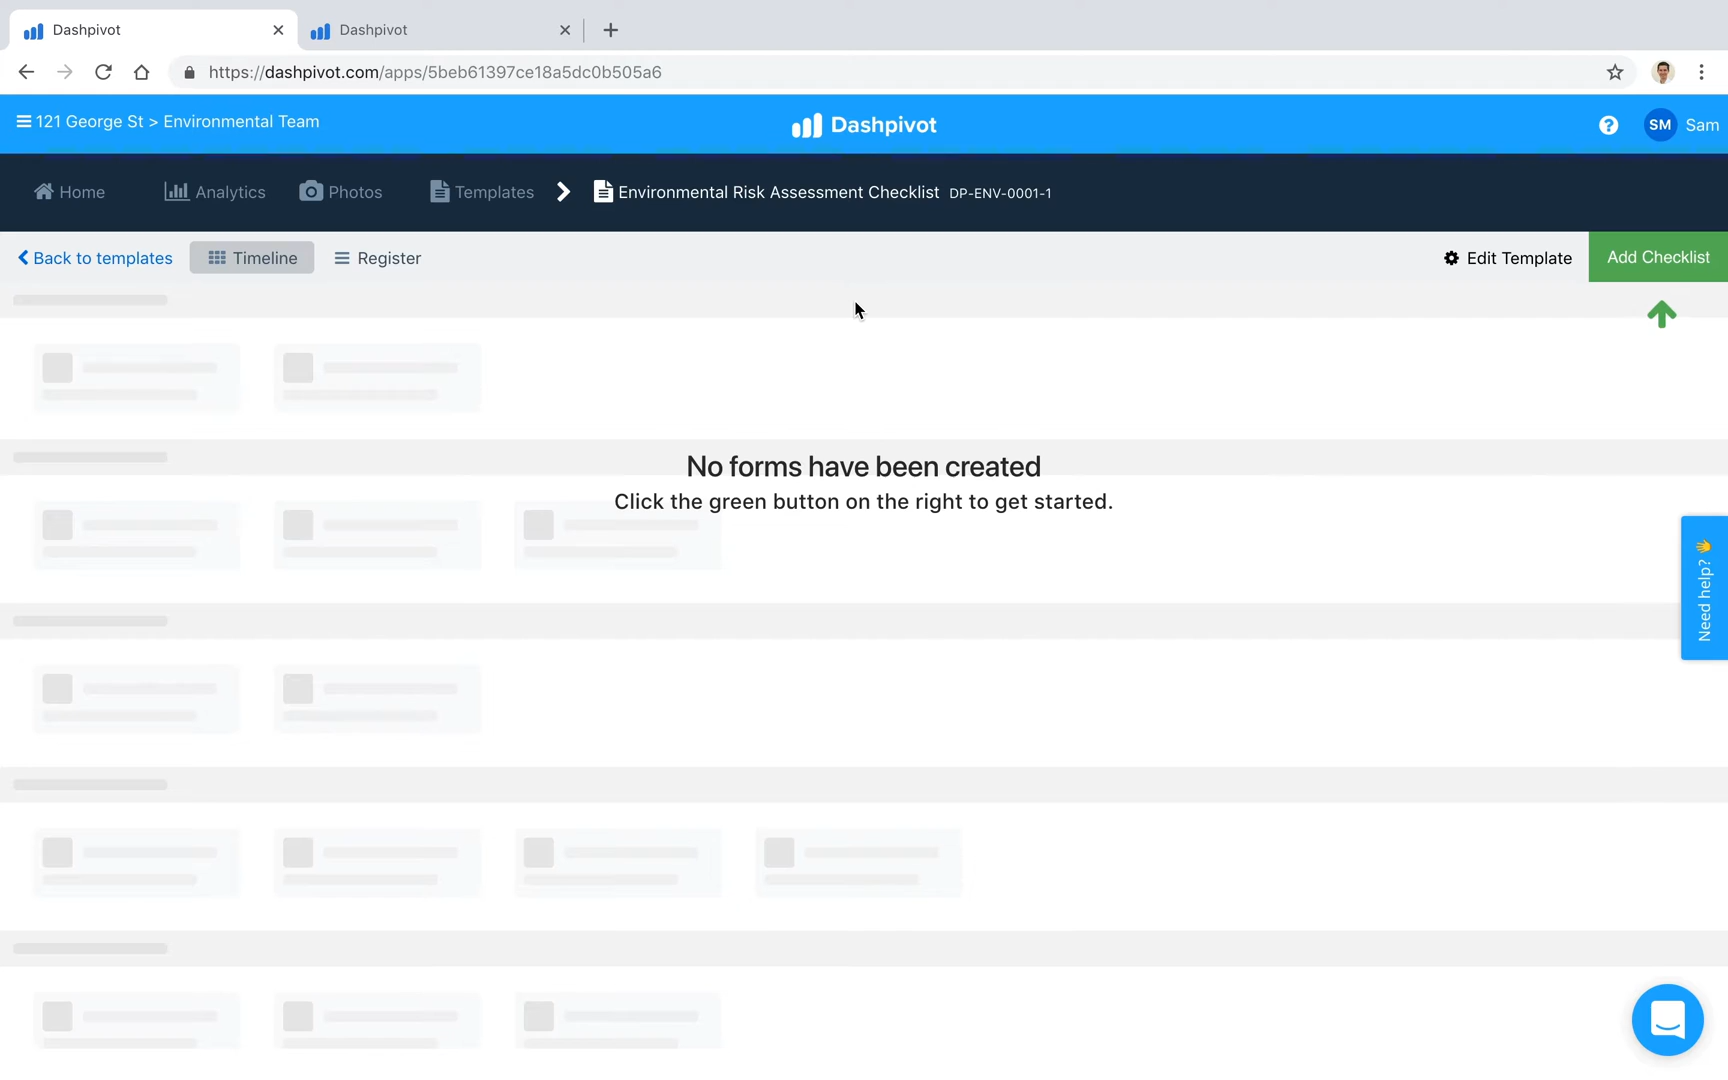 Dashpivot
Dashpivot
https://dashpivot.com/apps/5beb61397ce18a5dc0b505a6
121 George St > Environmental Team
Dashpivot
SM Sam
Home
Analytics
Photos
Templates
Environmental Risk Assessment Checklist DP-ENV-0001-1
Back to templates
Timeline
Register
Edit Template
Add Checklist
No forms have been created
Click the green button on the right to get started.
Need help? 👋